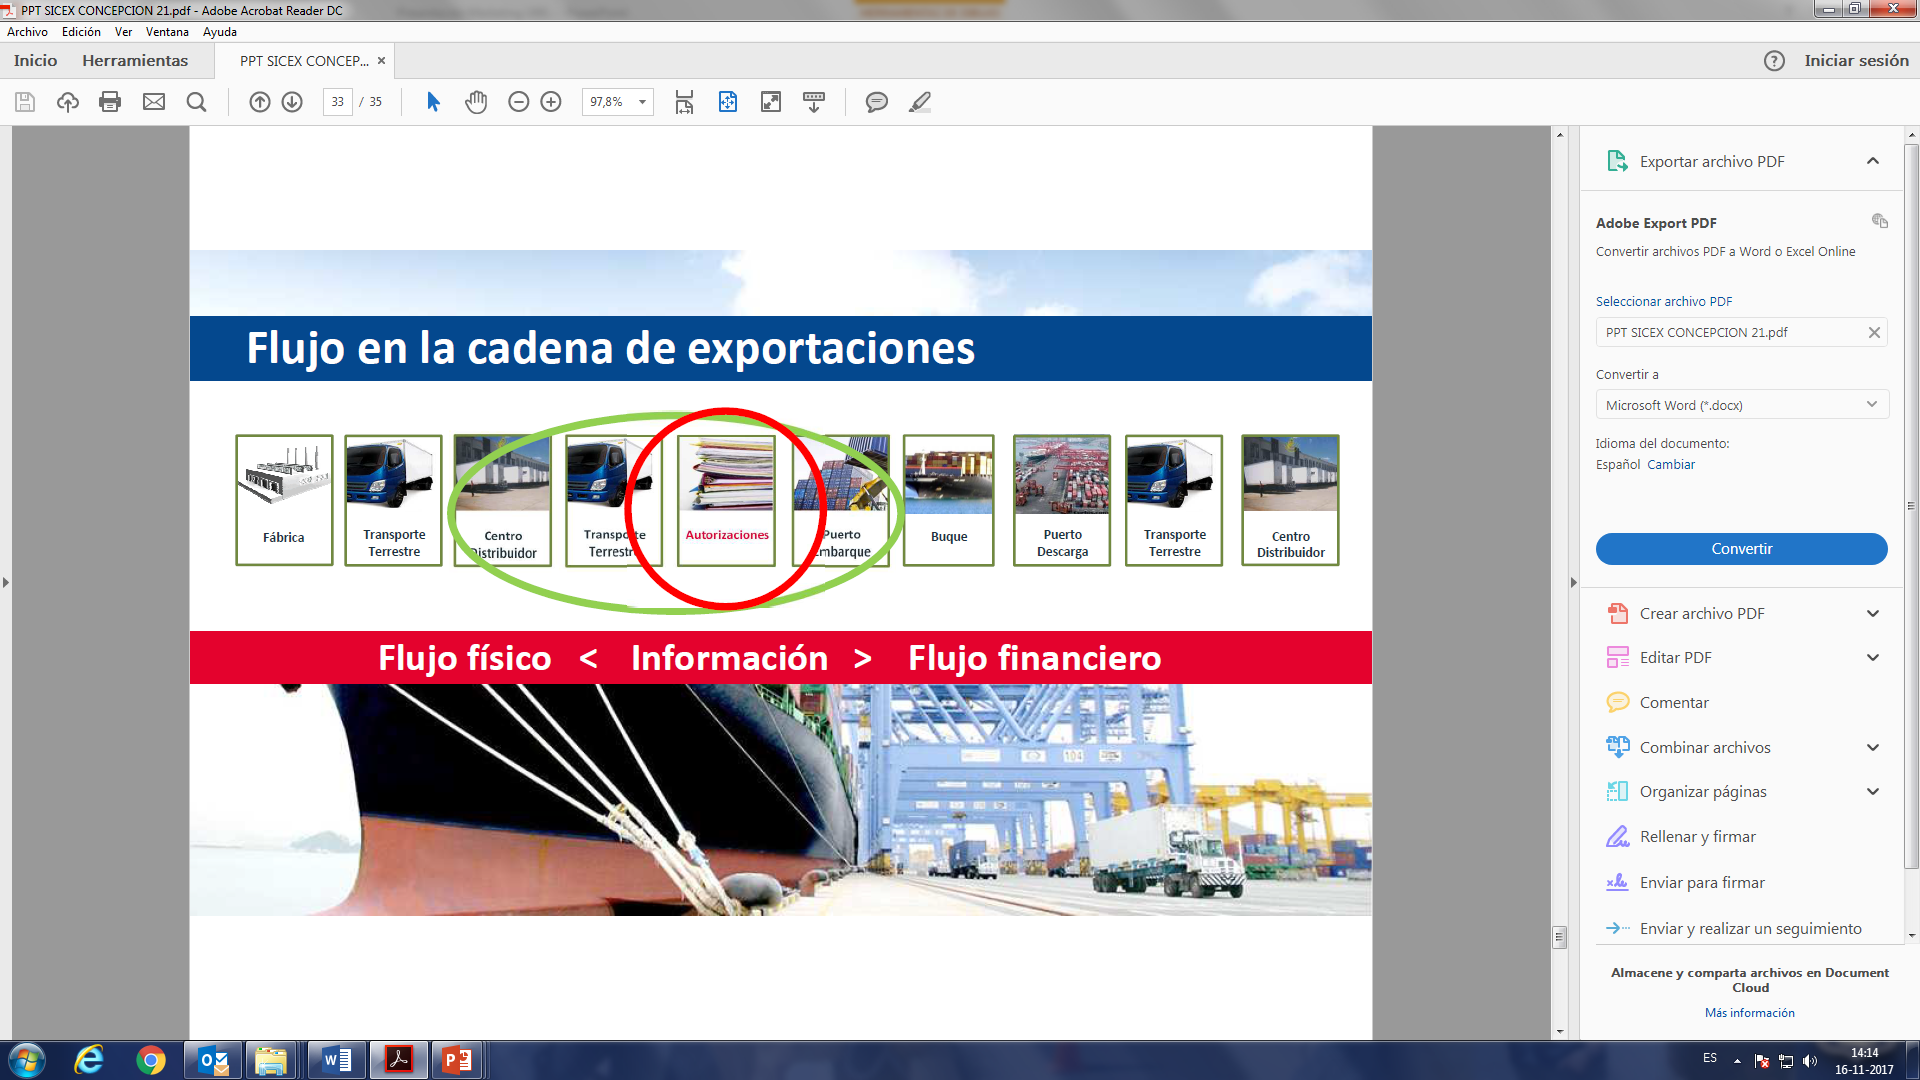 PPT SICEX CONCEPCION 21.pdf - Adobe Acrobat Reader DC
Archivo Edición Ver Ventana Ayuda
Inicio Herramientas PPT SICEX CONCEP... × ? Iniciar sesión
33 / 35 97,8%
Exportar archivo PDF
Adobe Export PDF
Convertir archivos PDF a Word o Excel Online
Seleccionar archivo PDF
PPT SICEX CONCEPCION 21.pdf
Convertir a
Microsoft Word (*.docx)
Idioma del documento:
Español Cambiar
Convertir
Crear archivo PDF
Editar PDF
Comentar
Combinar archivos
Organizar páginas
Rellenar y firmar
Enviar para firmar
Enviar y realizar un seguimiento
Almacene y comparta archivos en Document
Cloud
Más información
Flujo en la cadena de exportaciones
Fábrica
Transporte
Terrestre
Centro
Distribuidor
Transporte
Terrestre
Autorizaciones
Puerto
Embarque
Buque
Puerto
Descarga
Transporte
Terrestre
Centro
Distribuidor
Flujo físico < Información > Flujo financiero
104
ES
14:14
16-11-2017